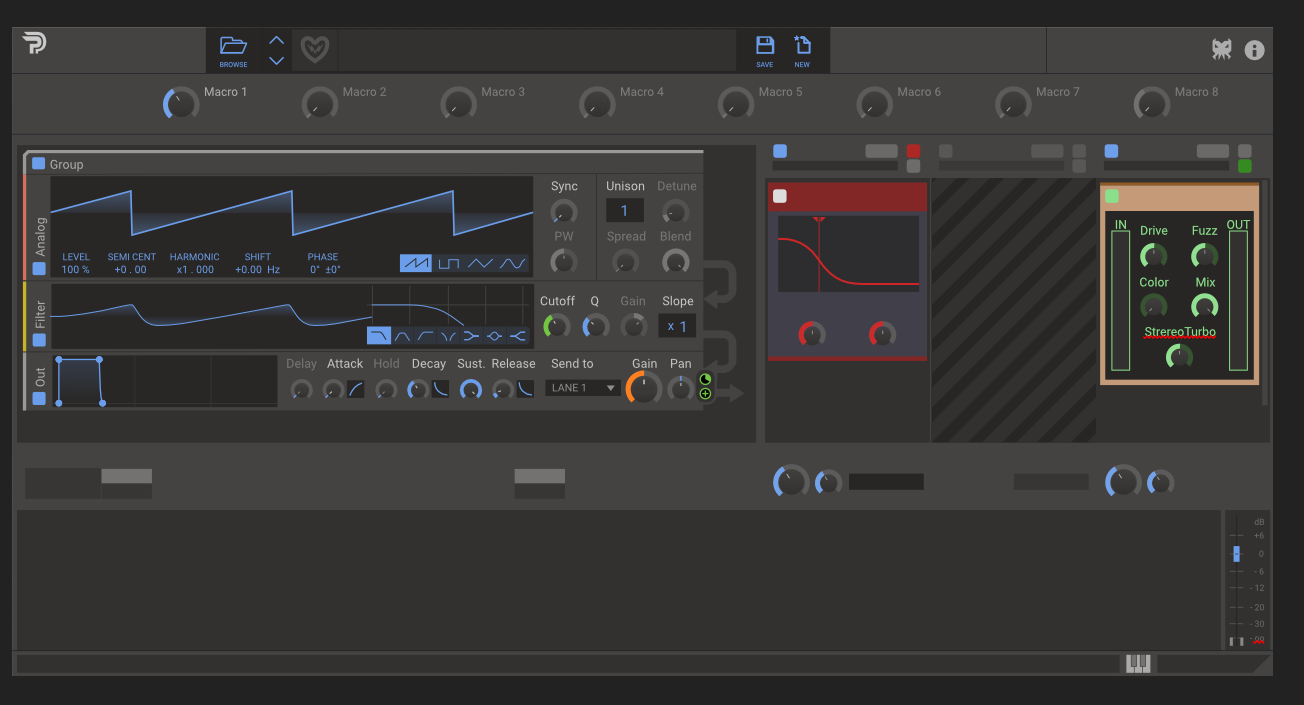 BROWSE
SAVE
NEW
Macro 1
Macro 2
Macro 3
Macro 4
Macro 5
Macro 6
Macro 7
Macro 8
Group
Analog
LEVEL
100 %
SEMI CENT
+0 . 00
HARMONIC
x1 . 000
SHIFT
+0.00 Hz
PHASE
0° ±0°
Sync
PW
Unison
1
Detune
Spread
Blend
Filter
Cutoff
Q
Gain
Slope
x 1
Out
Delay
Attack
Hold
Decay
Sust.
Release
Send to
LANE 1
Gain
Pan
IN
OUT
Drive
Fuzz
Color
Mix
StrereoTurbo
dB
+6
0
- 6
- 12
- 20
- 30